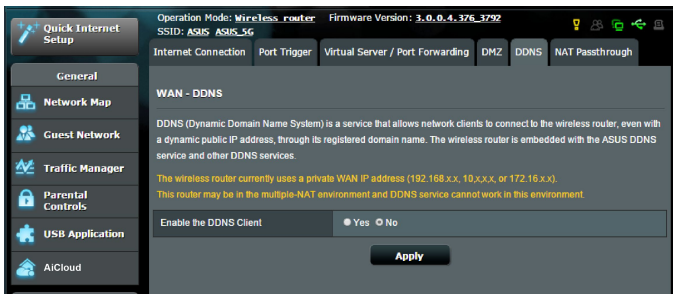 Quick Internet Setup
General
Network Map
Guest Network
Traffic Manager
Parental Controls
USB Application
AiCloud
Operation Mode: Wireless router Firmware Version: 3.0.0.4.376_3792
SSID: ASUS ASUS_5G
Internet Connection Port Trigger Virtual Server / Port Forwarding DMZ DDNS NAT Passthrough
WAN - DDNS
DDNS (Dynamic Domain Name System) is a service that allows network clients to connect to the wireless router, even with
a dynamic public IP address, through its registered domain name. The wireless router is embedded with the ASUS DDNS
service and other DDNS services.
The wireless router currently uses a private WAN IP address (192.168.x.x, 10,x,x,x, or 172.16.x.x).
This router may be in the multiple-NAT environment and DDNS service cannot work in this environment.
Enable the DDNS Client Yes No
Apply